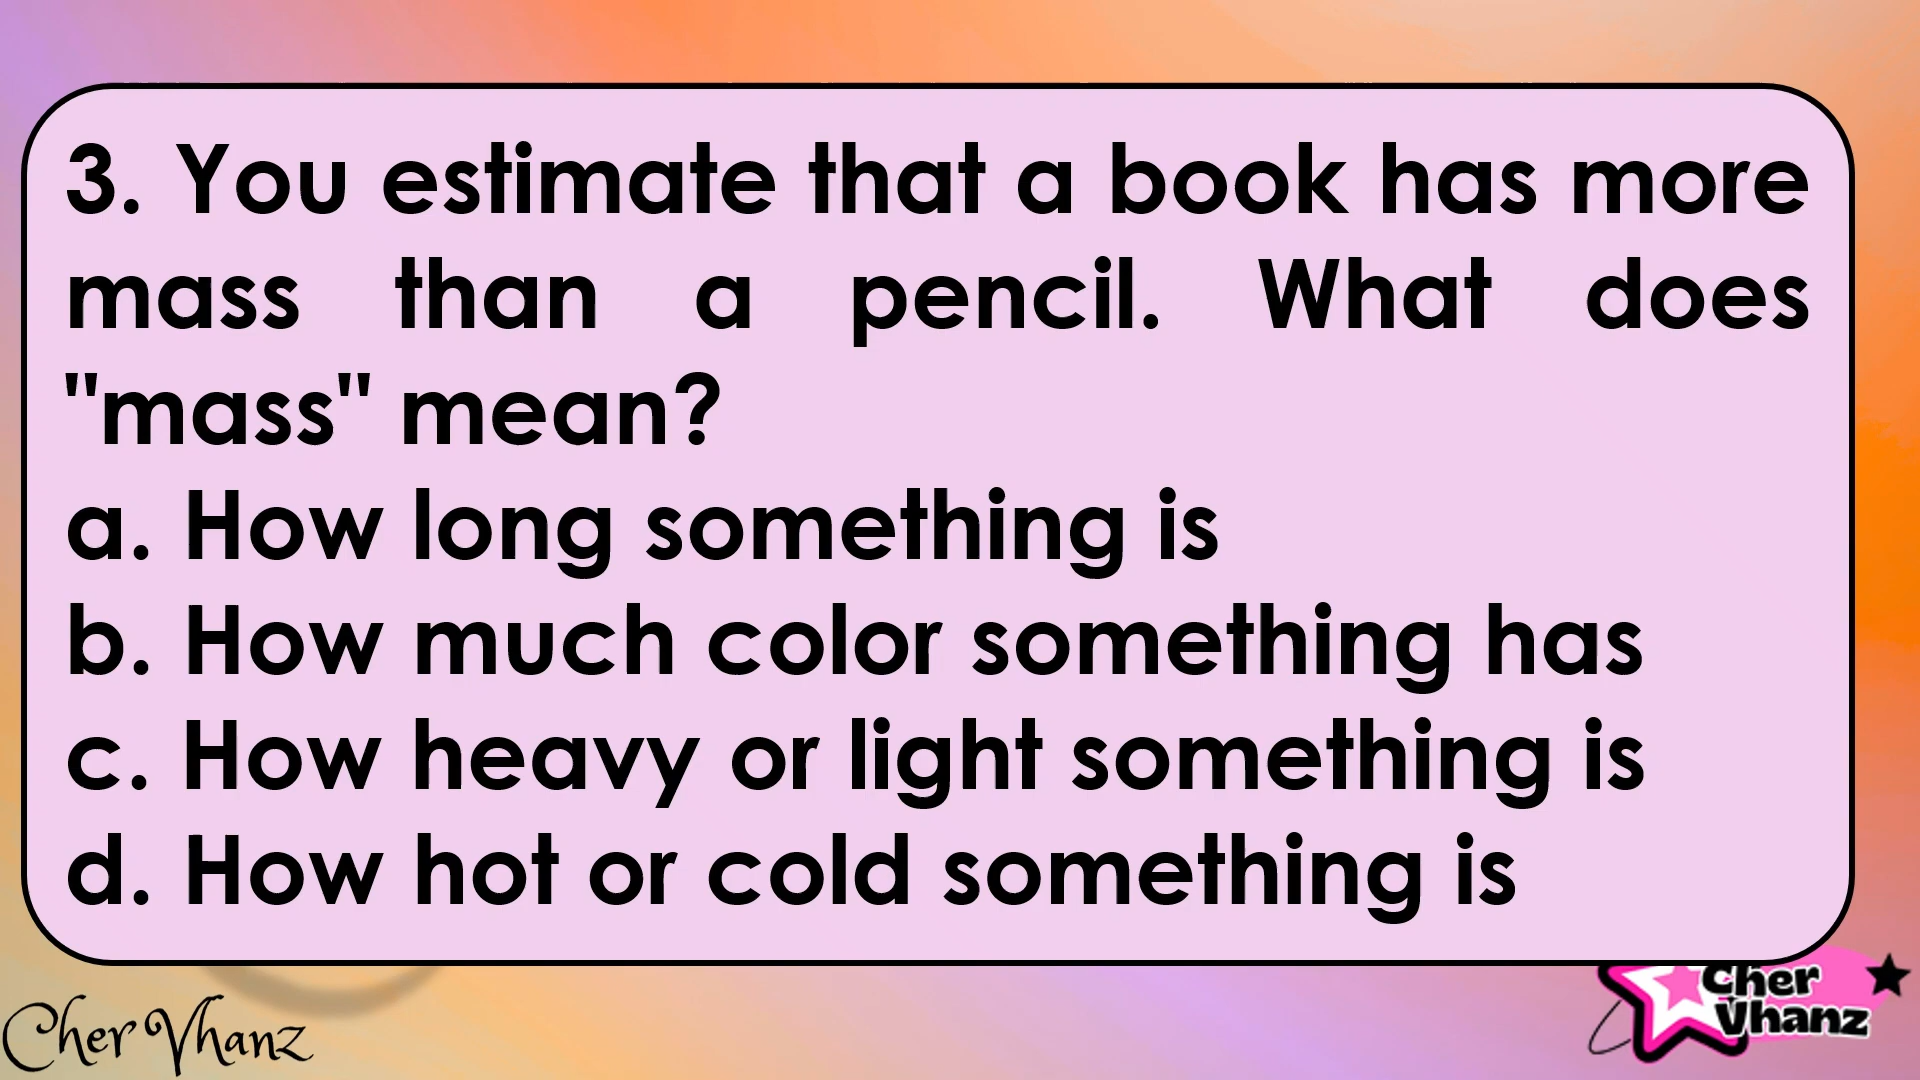 3. You estimate that a book has more
mass than a pencil. What does
"mass" mean?
a. How long something is
b. How much color something has
c. How heavy or light something is
d. How hot or cold something is
Cher Vhanz
Cher
Vhanz